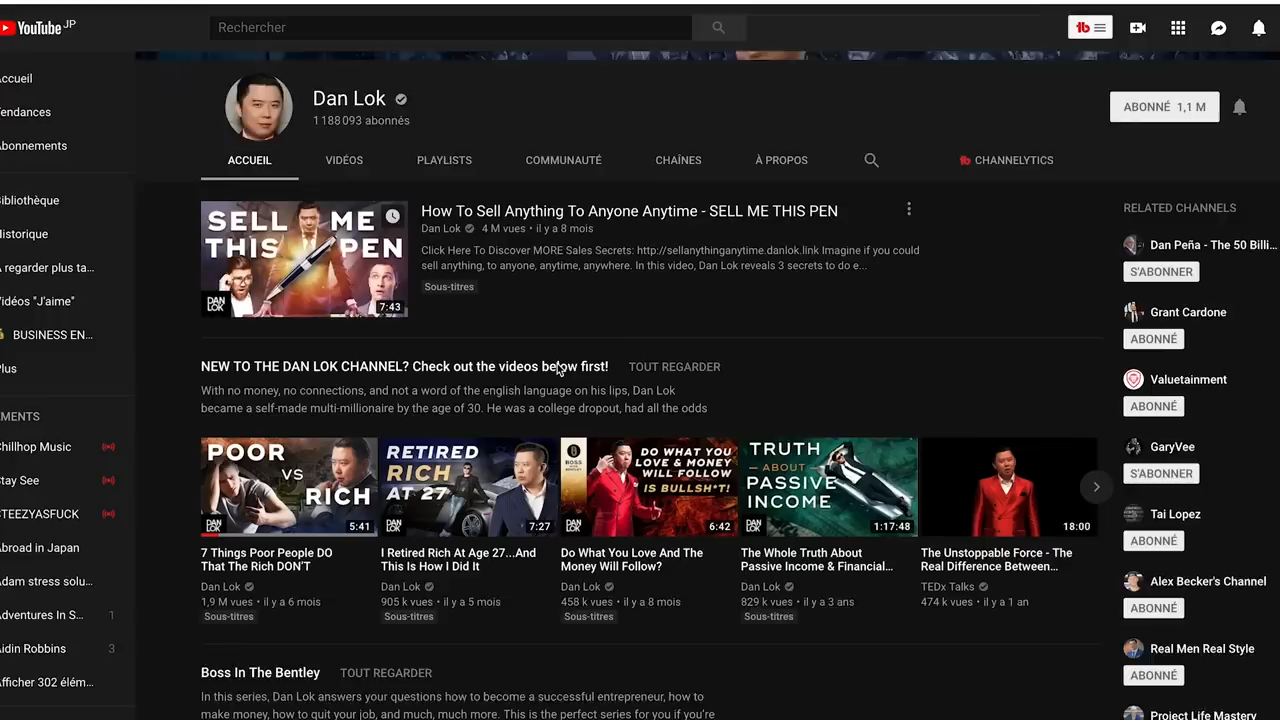 YouTube JP
Rechercher
Accueil
Tendances
Abonnements
Bibliothèque
Historique
A regarder plus ta...
Vidéos "J'aime"
BUSINESS EN...
Plus
EMENTS
Chillhop Music
Stay See
STEEZYASFUCK
Abroad in Japan
Adam stress solu...
Adventures In S... 1
Aidin Robbins 3
Afficher 302 élém...
Dan Lok
1 188 093 abonnés
ABONNÉ 1,1 M
ACCUEIL VIDÉOS PLAYLISTS COMMUNAUTÉ CHAÎNES À PROPOS CHANNELYTICS
SELL ME
THIS PEN
DAN
LOK
7:43
How To Sell Anything To Anyone Anytime - SELL ME THIS PEN
Dan Lok 4 M vues • il y a 8 mois
Click Here To Discover MORE Sales Secrets: http://sellanythinganytime.danlok.link Imagine if you could
sell anything, to anyone, anytime, anywhere. In this video, Dan Lok reveals 3 secrets to do e...
Sous-titres
NEW TO THE DAN LOK CHANNEL? Check out the videos below first! TOUT REGARDER
With no money, no connections, and not a word of the english language on his lips, Dan Lok
became a self-made multi-millionaire by the age of 30. He was a college dropout, had all the odds
POOR
VS
RICH
DAN
LOK
5:41
7 Things Poor People DO
That The Rich DON'T
Dan Lok
1,9 M vues • il y a 6 mois
Sous-titres
RETIRED
RICH
AT 27
DAN
LOK
7:27
I Retired Rich At Age 27...And
This Is How I Did It
Dan Lok
905 k vues • il y a 5 mois
Sous-titres
BOSS
IN THE
BENTLEY
DO WHAT YOU
LOVE & MONEY
WILL FOLLOW
IS BULLSH*T!
DAN
LOK
6:42
Do What You Love And The
Money Will Follow?
Dan Lok
458 k vues • il y a 8 mois
Sous-titres
TRUTH
— ABOUT —
PASSIVE
INCOME
DAN
LOK
1:17:48
The Whole Truth About
Passive Income & Financial...
Dan Lok
829 k vues • il y a 3 ans
Sous-titres
18:00
The Unstoppable Force - The
Real Difference Between...
TEDx Talks
474 k vues • il y a 1 an
Boss In The Bentley TOUT REGARDER
In this series, Dan Lok answers your questions how to become a successful entrepreneur, how to
make money, how to quit your job, and much, much more. This is the perfect series for you if you're
RELATED CHANNELS
Dan Peña - The 50 Billi...
S'ABONNER
Grant Cardone
ABONNÉ
Valuetainment
ABONNÉ
GaryVee
S'ABONNER
Tai Lopez
ABONNÉ
Alex Becker's Channel
ABONNÉ
Real Men Real Style
ABONNÉ
Project Life Mastery